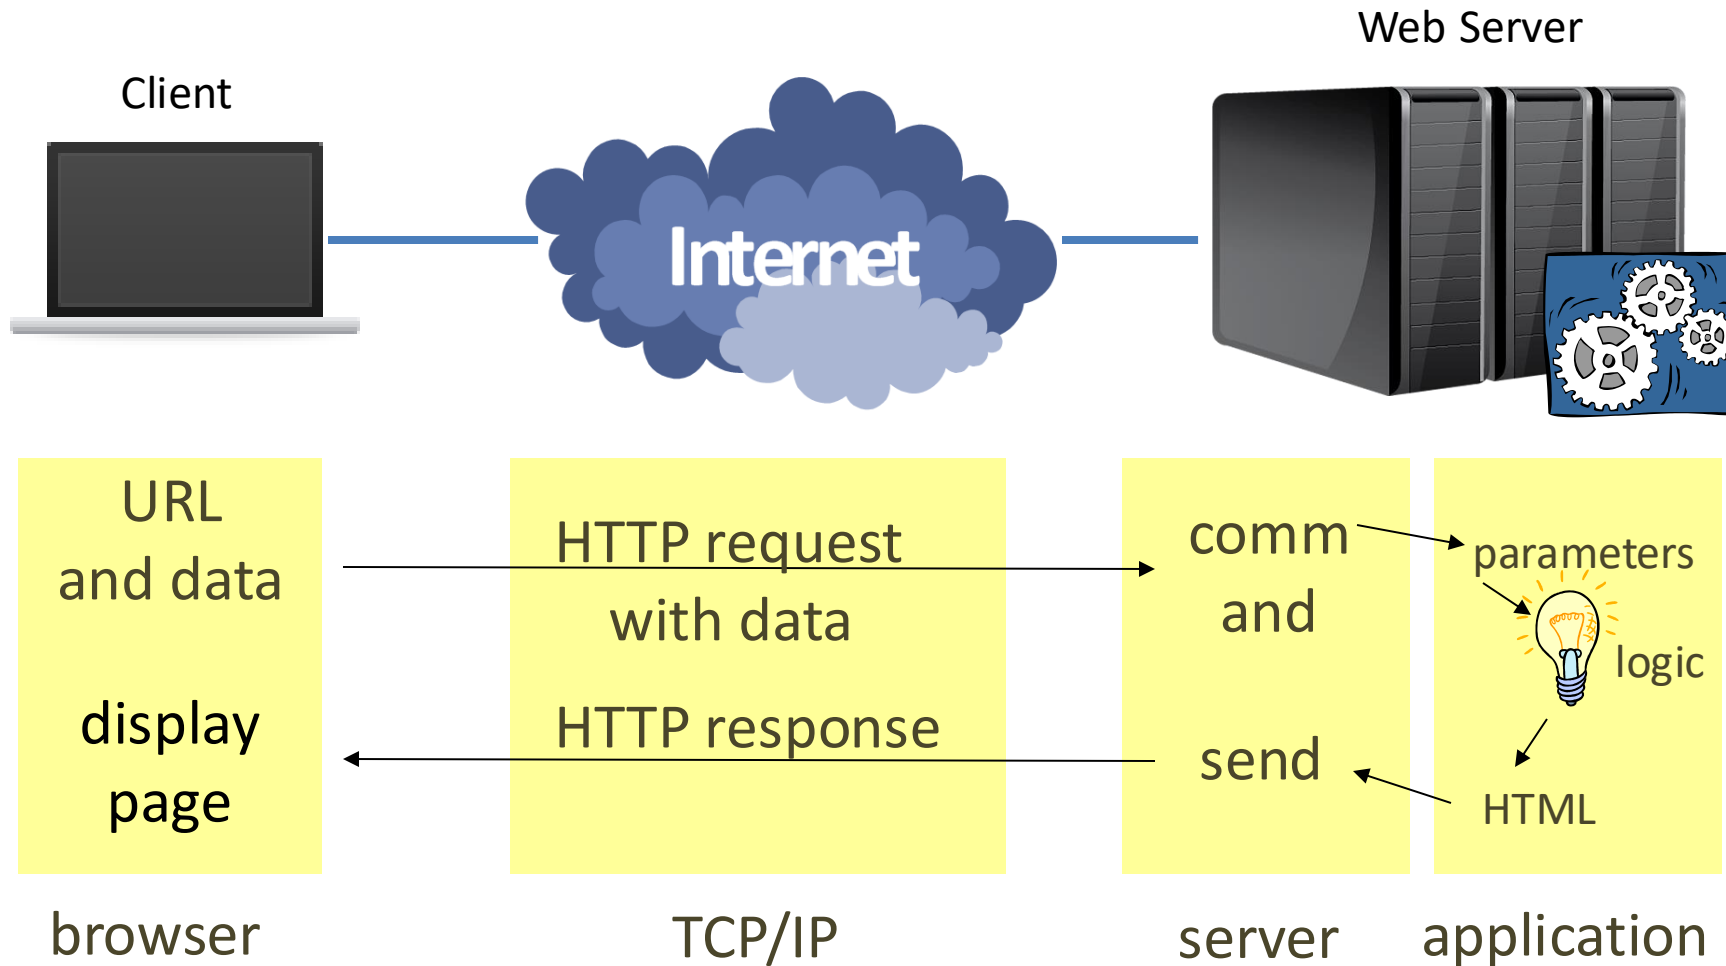 Web Server
Client
Internet
URL
and data
HTTP request
with data
comm
and
parameters
logic
display
page
HTTP response
send
HTML
browser
TCP/IP
server
application